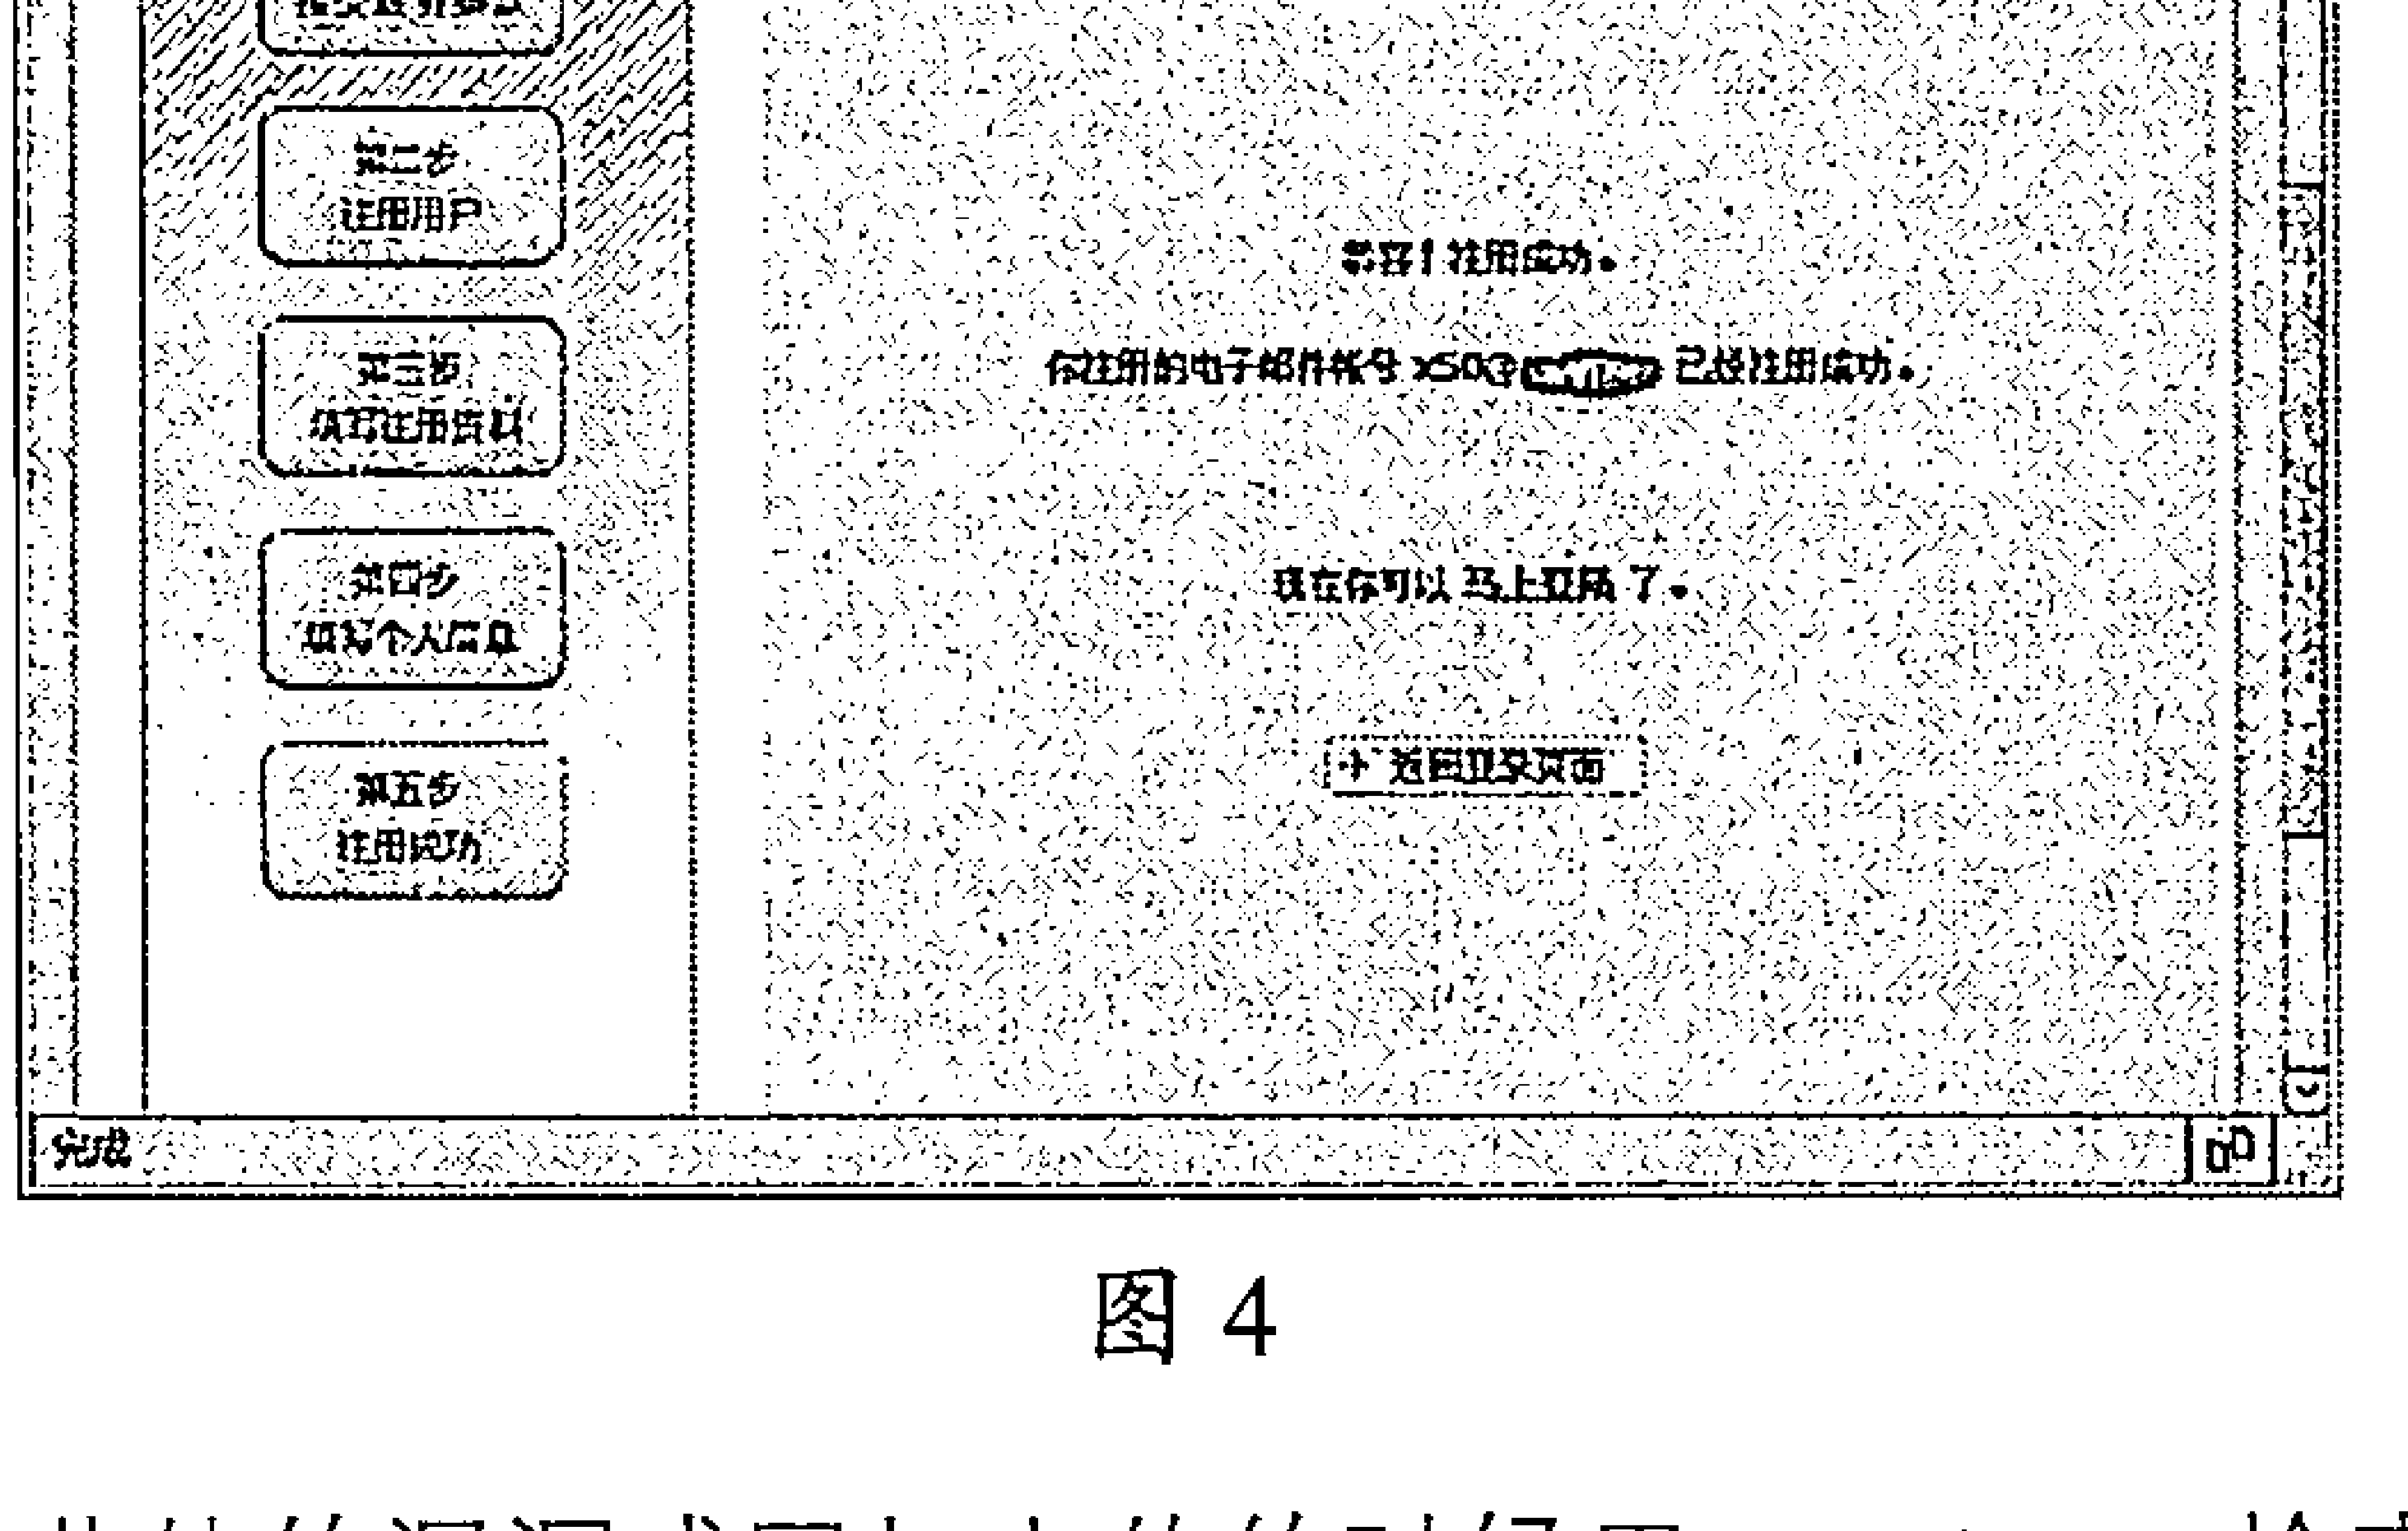 第二步
注册用户
第三步
填写注册资料
第四步
填写个人信息
第五步
注册成功
恭喜！注册成功。
你注册的电子邮件帐号 x50@ 已经注册成功。
现在你可以 马上登陆 了。
返回登录页面
完成
图 4